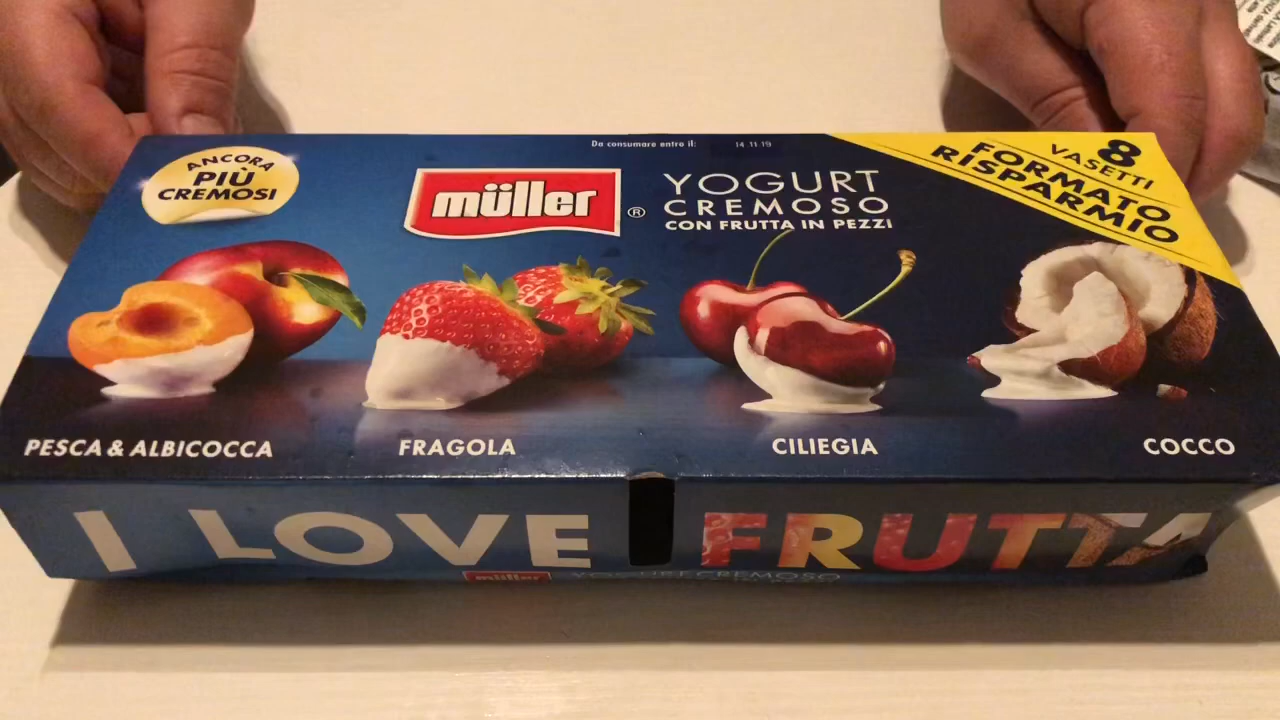 Da consumare entro il: 14 11 19
ANCORA
PIÙ
CREMOSI
müller ®
YOGURT
CREMOSO
CON FRUTTA IN PEZZI
8
VASETTI
FORMATO
RISPARMIO
PESCA & ALBICOCCA
FRAGOLA
CILIEGIA
COCCO
I LOVE FRUTTA
müller YOGURT CREMOSO